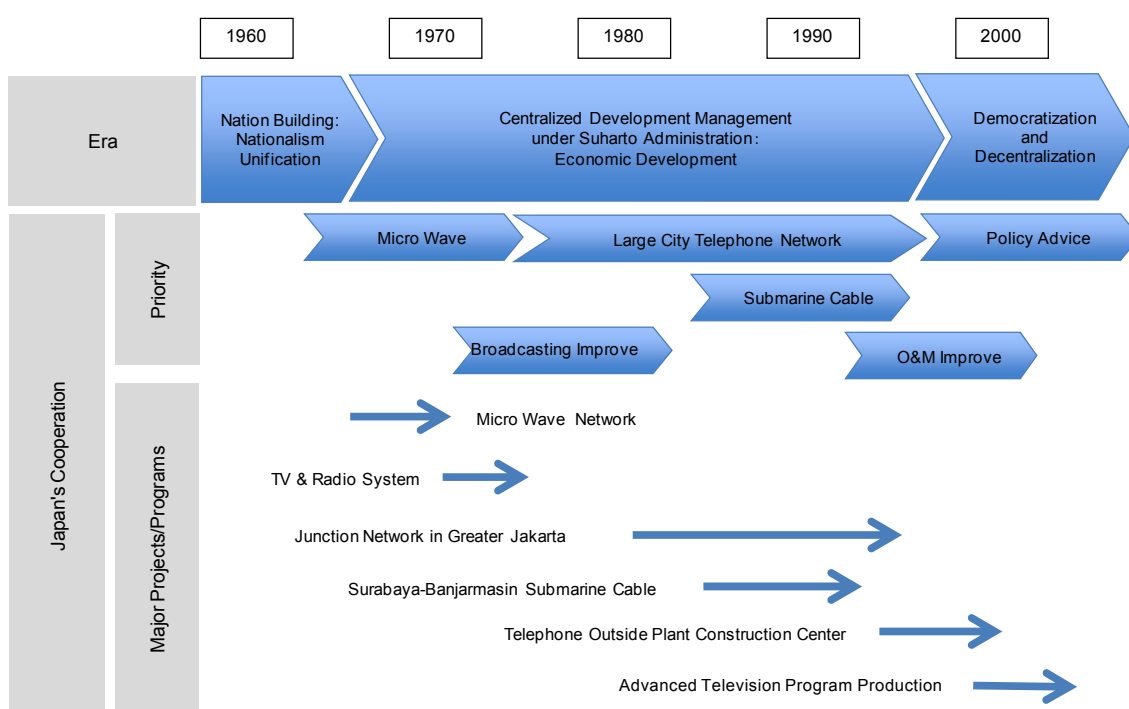 1960
1970
1980
1990
2000
Era
Nation Building:
Nationalism
Unification
Centralized Development Management
under Suharto Administration:
Economic Development
Democratization
and
Decentralization
Japan's Cooperation
Priority
Micro Wave
Large City Telephone Network
Policy Advice
Submarine Cable
Broadcasting Improve
O&M Improve
Major Projects/Programs
Micro Wave Network
TV & Radio System
Junction Network in Greater Jakarta
Surabaya-Banjarmasin Submarine Cable
Telephone Outside Plant Construction Center
Advanced Television Program Production